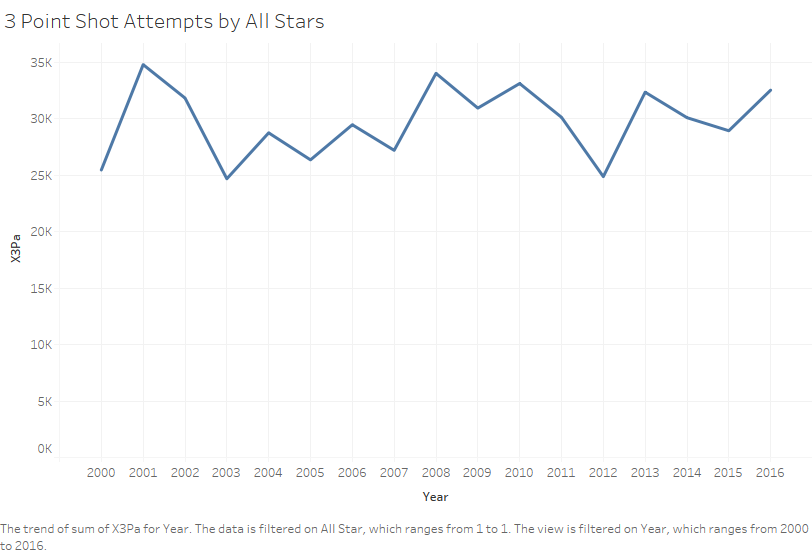 3 Point Shot Attempts by All Stars
35K
30K
25K
20K
15K
10K
5K
0K
X3Pa
2000 2001 2002 2003 2004 2005 2006 2007 2008 2009 2010 2011 2012 2013 2014 2015 2016
Year
The trend of sum of X3Pa for Year. The data is filtered on All Star, which ranges from 1 to 1. The view is filtered on Year, which ranges from 2000
to 2016.